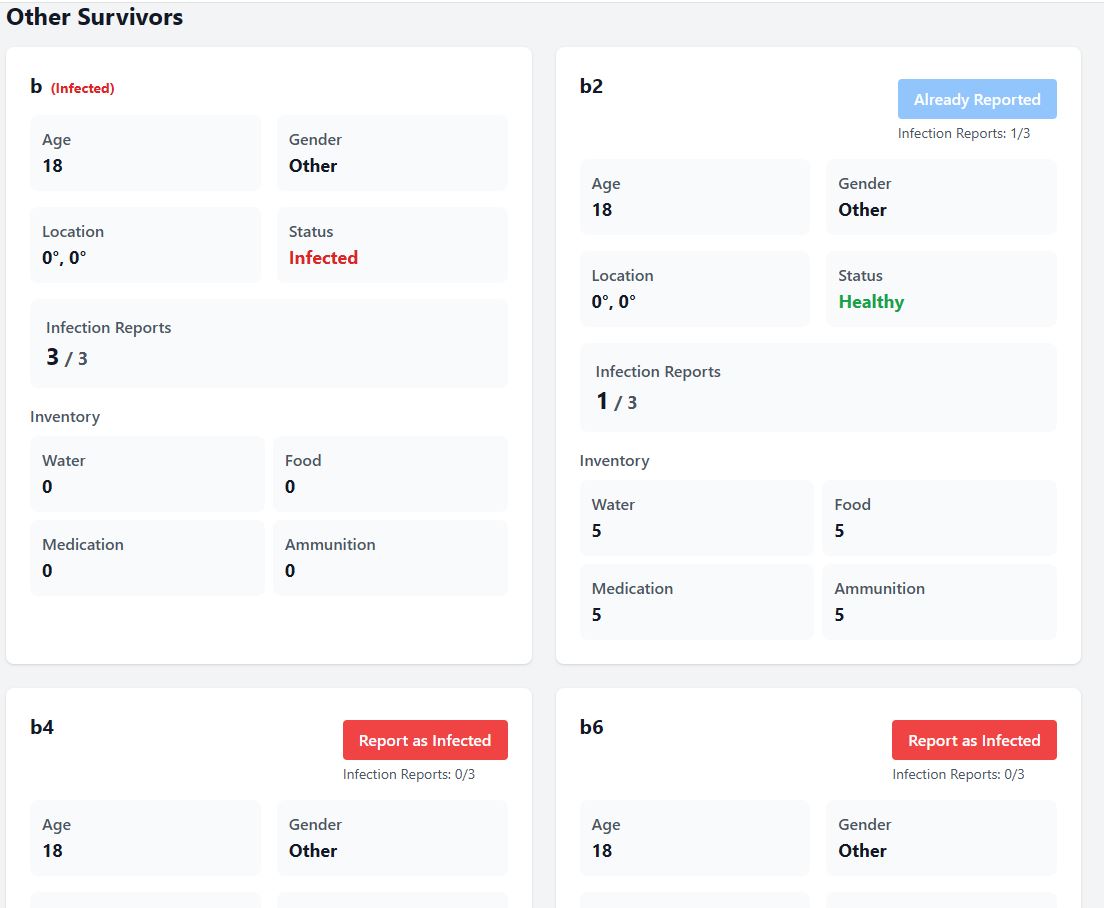 Other Survivors
b (Infected)
Age
18
Gender
Other
Location
0°, 0°
Status
Infected
Infection Reports
3 / 3
Inventory
Water
0
Food
0
Medication
0
Ammunition
0
b2
Already Reported
Infection Reports: 1/3
Age
18
Gender
Other
Location
0°, 0°
Status
Healthy
Infection Reports
1 / 3
Inventory
Water
5
Food
5
Medication
5
Ammunition
5
b4
Report as Infected
Infection Reports: 0/3
Age
18
Gender
Other
b6
Report as Infected
Infection Reports: 0/3
Age
18
Gender
Other